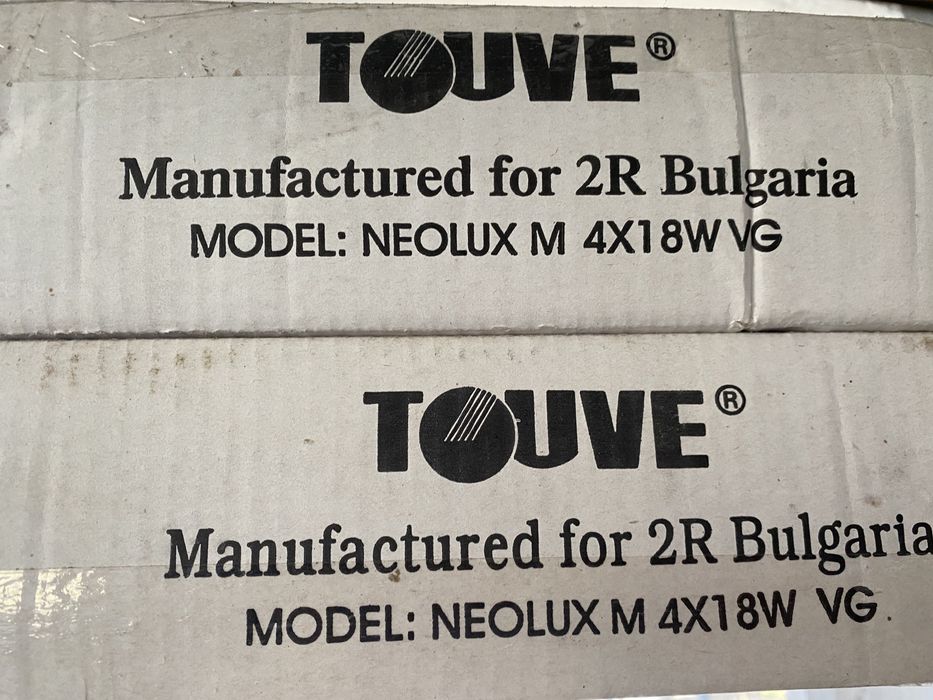 TOUVE®
Manufactured for 2R Bulgaria
MODEL: NEOLUX M 4X18W VG
TOUVE®
Manufactured for 2R Bulgaria
MODEL: NEOLUX M 4X18W VG.